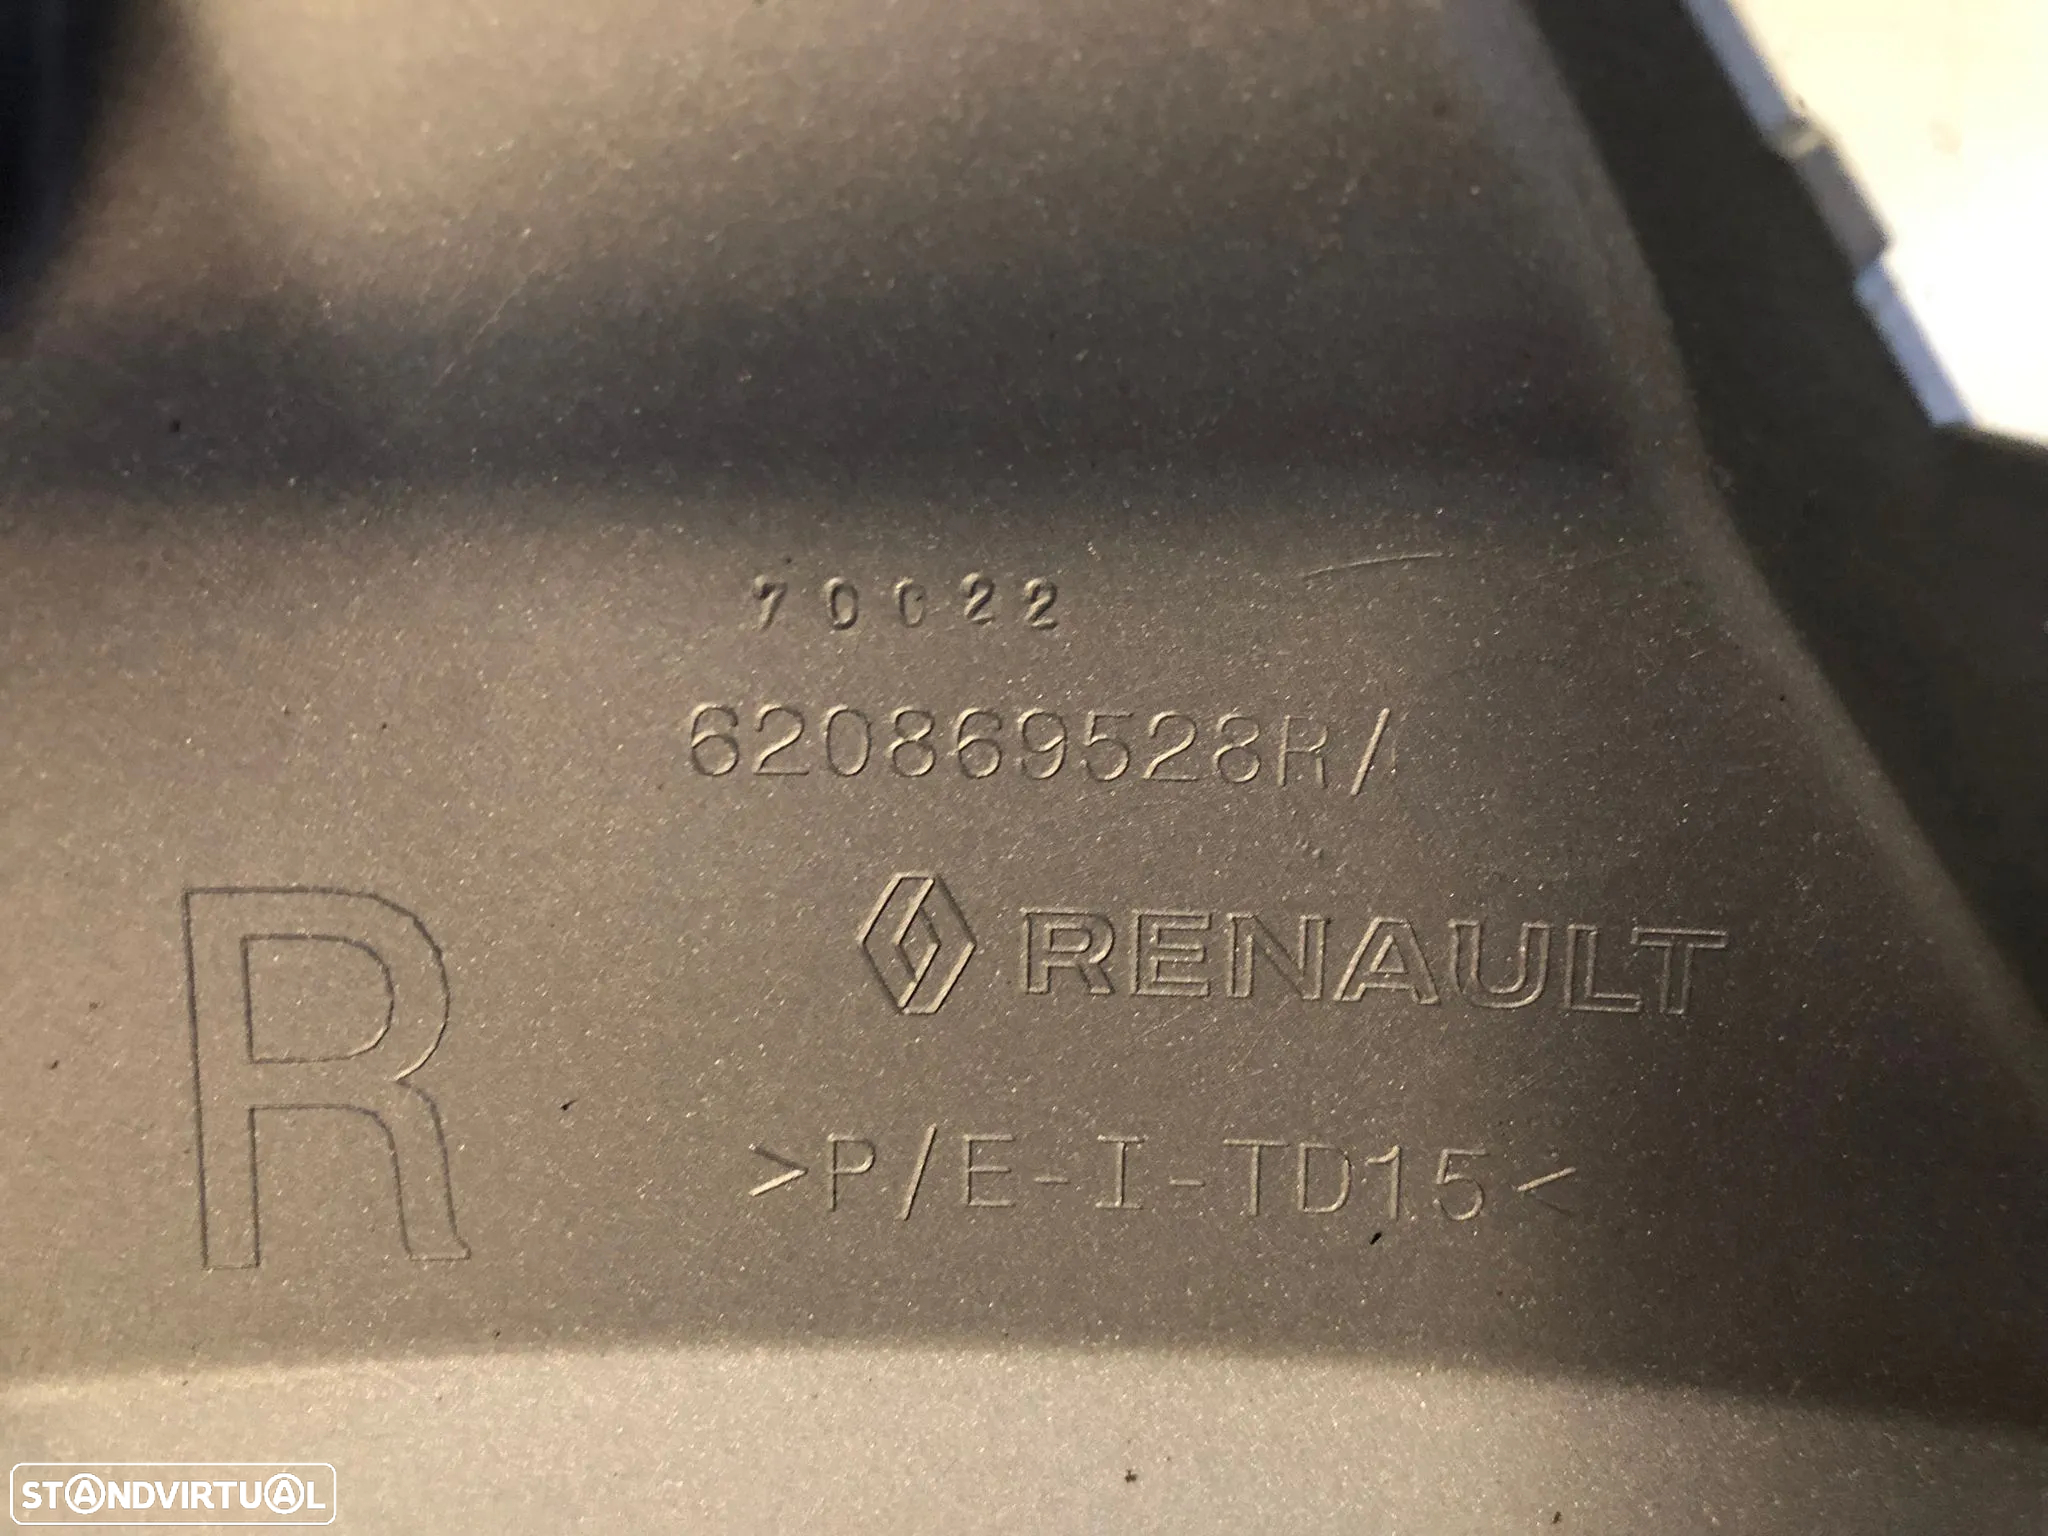 70022
620869528R/
R
RENAULT
>P/E-I-TD15<
STANDVIRTUAL